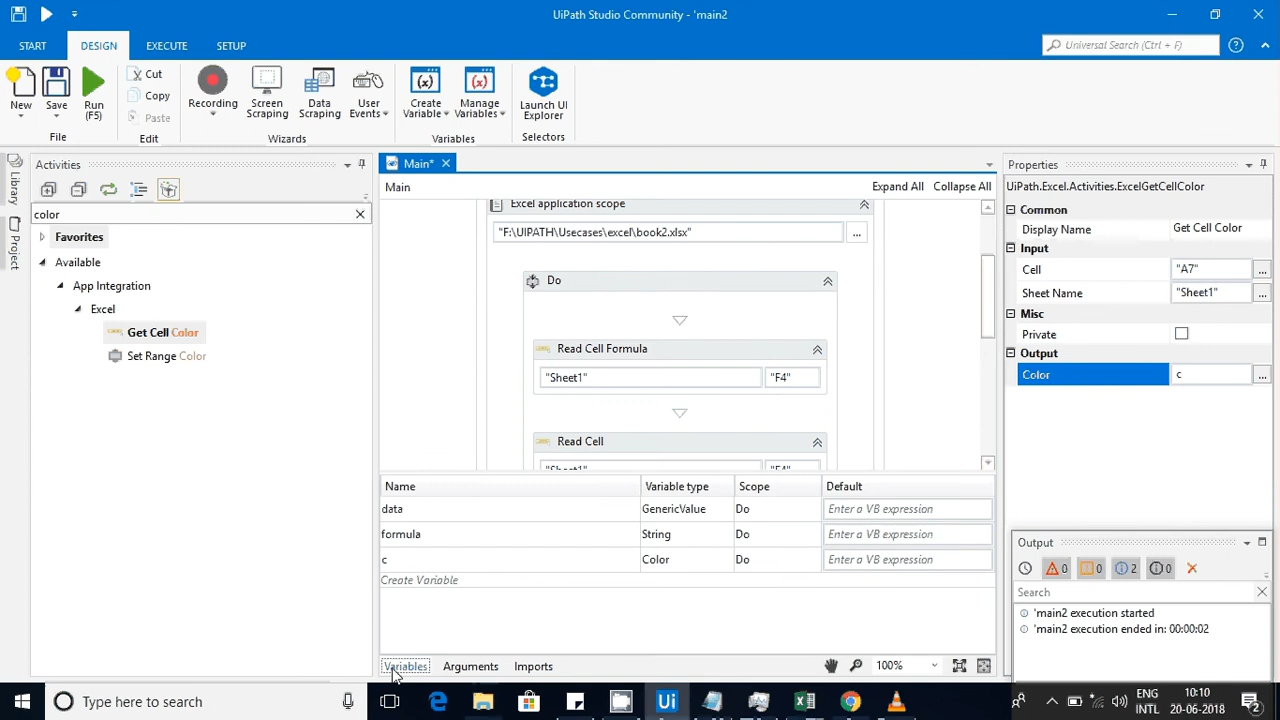 UiPath Studio Community - 'main2
START DESIGN EXECUTE SETUP
Universal Search (Ctrl + F)
New Save Run (F5)
Cut
Copy
Paste
Recording Screen Scraping Data Scraping User Events
Create Variable Manage Variables Launch UI Explorer
File Edit Wizards Variables Selectors
Library
Project
Activities
color
Favorites
Available
App Integration
Excel
Get Cell Color
Set Range Color
Main*
Main Expand All Collapse All
Excel application scope
"F:\UIPATH\Usecases\excel\book2.xlsx" ...
Do
Read Cell Formula
"Sheet1" "F4"
Read Cell
"Sheet1" "F4"
Name Variable type Scope Default
data GenericValue Do Enter a VB expression
formula String Do Enter a VB expression
c Color Do Enter a VB expression
Create Variable
Variables Arguments Imports 100%
Properties
UiPath.Excel.Activities.ExcelGetCellColor
Common
Display Name Get Cell Color
Input
Cell "A7" ...
Sheet Name "Sheet1" ...
Misc
Private
Output
Color c ...
Output
0 0 2 0
Search
'main2 execution started
'main2 execution ended in: 00:00:02
Type here to search
Ui
ENG
INTL
10:10
20-06-2018
2